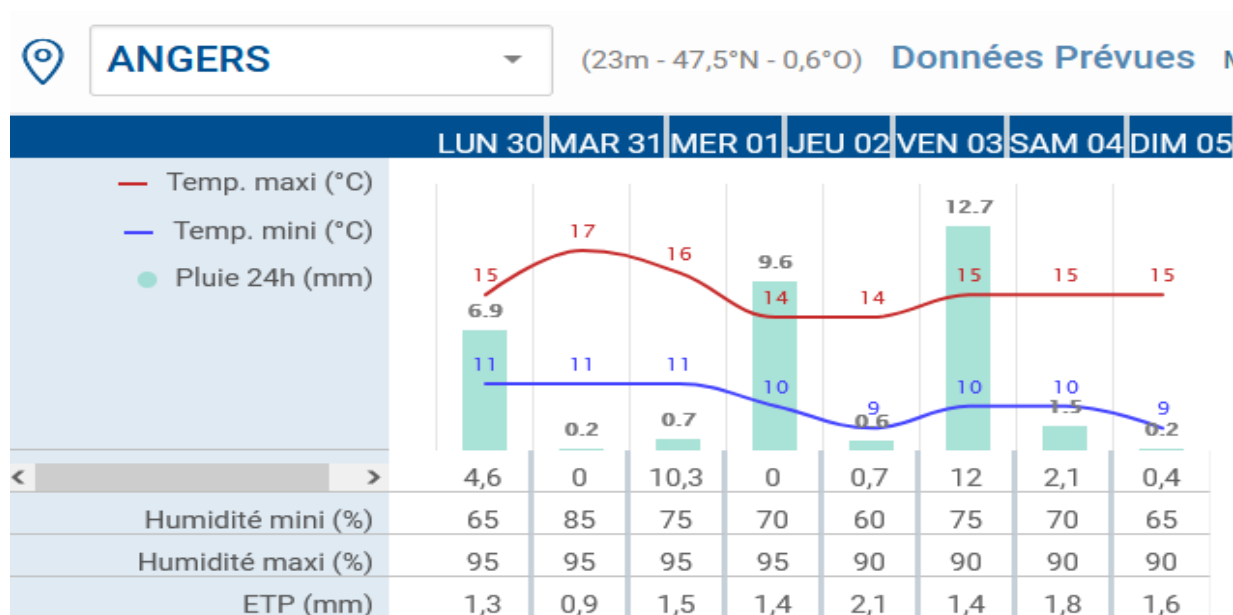 ANGERS (23m - 47,5°N - 0,6°O) Données Prévues
LUN 30 MAR 31 MER 01 JEU 02 VEN 03 SAM 04 DIM 05
Temp. maxi (°C)
Temp. mini (°C)
Pluie 24h (mm)
12.7
17
16 9.6
15 14 14 15 15 15
6.9
11 11 11 10 9 10 10 9
0.2 0.7 0.6 1.5 0.2
4,6 0 10,3 0 0,7 12 2,1 0,4
Humidité mini (%) 65 85 75 70 60 75 70 65
Humidité maxi (%) 95 95 95 95 90 90 90 90
ETP (mm) 1,3 0,9 1,5 1,4 2,1 1,4 1,8 1,6